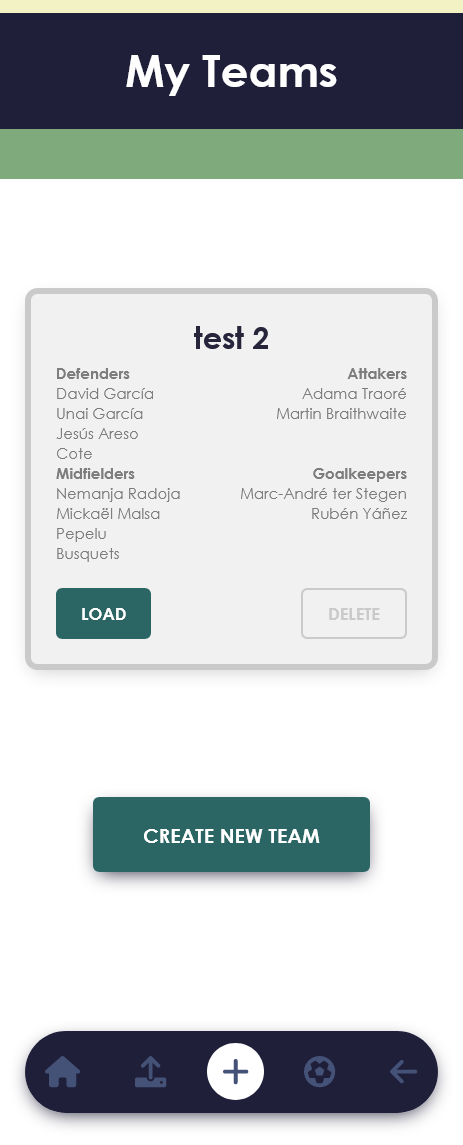 My Teams
test 2
Defenders
David García
Unai García
Jesús Areso
Cote
Attakers
Adama Traoré
Martin Braithwaite
Midfielders
Nemanja Radoja
Mickaël Malsa
Pepelu
Busquets
Goalkeepers
Marc-André ter Stegen
Rubén Yáñez
LOAD
DELETE
CREATE NEW TEAM